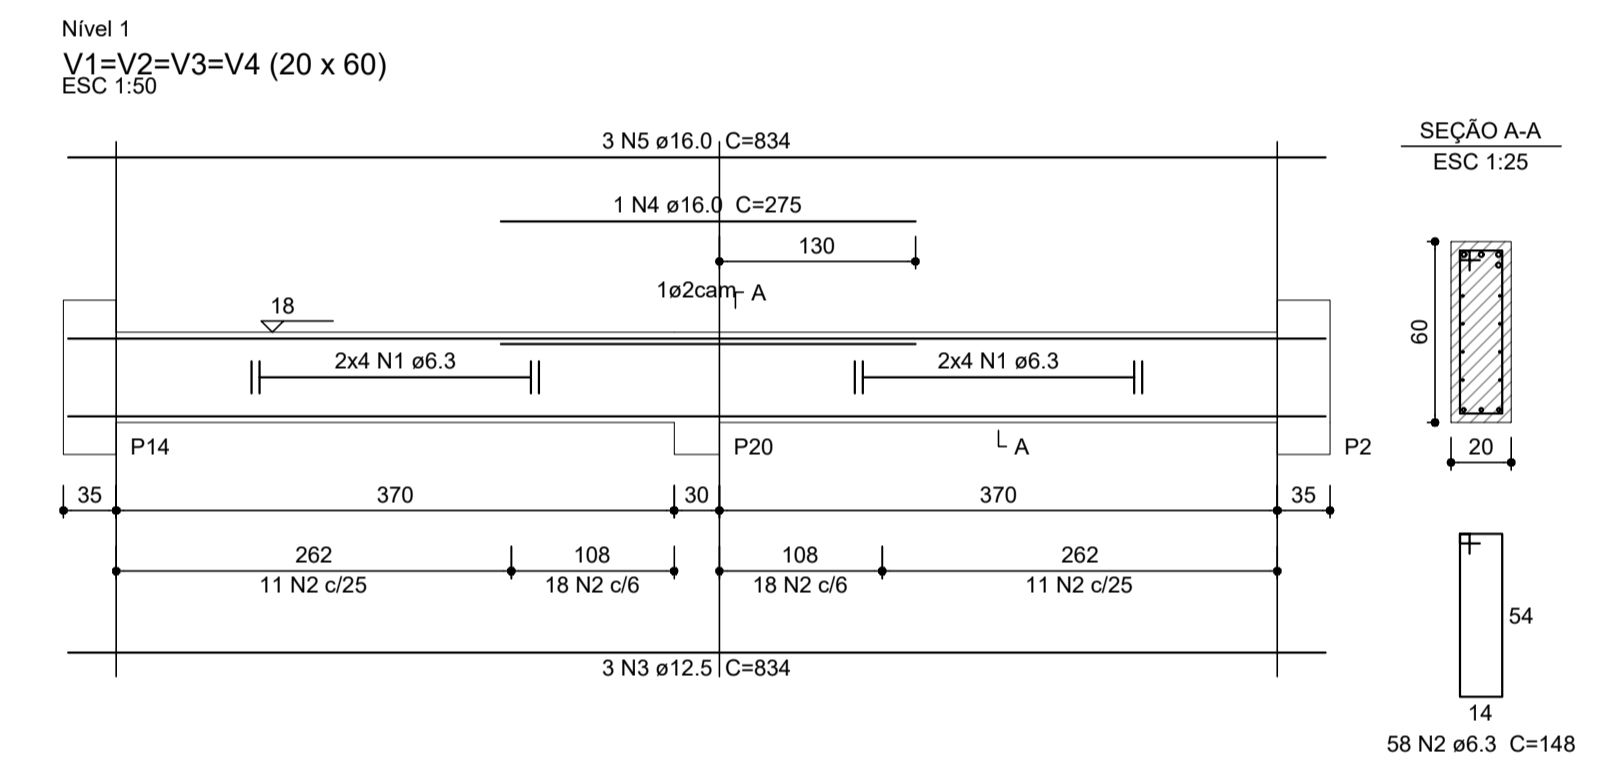 Nível 1
V1=V2=V3=V4 (20 x 60)
ESC 1:50
3 N5 ø16.0 C=834
1 N4 ø16.0 C=275
130
1ø2cam
A
18
2x4 N1 ø6.3
2x4 N1 ø6.3
P14
P20
A
P2
35
370
30
370
35
262
108
108
262
11 N2 c/25
18 N2 c/6
18 N2 c/6
11 N2 c/25
3 N3 ø12.5 C=834
SEÇÃO A-A
ESC 1:25
60
20
54
14
58 N2 ø6.3 C=148